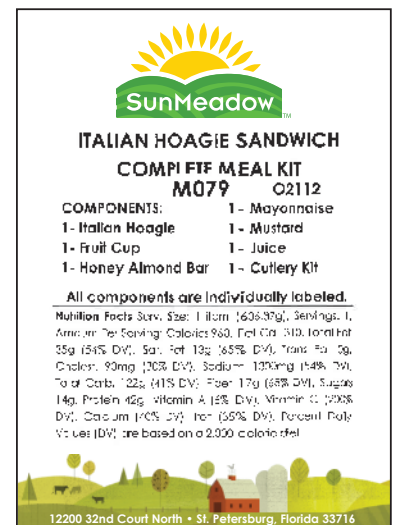 SunMeadow™
ITALIAN HOAGIE SANDWICH
COMPLETE MEAL KIT
M079 O2112
COMPONENTS:
1- Italian Hoagie
1- Fruit Cup
1- Honey Almond Bar
1- Mayonnaise
1- Mustard
1- Juice
1- Cutlery Kit
All components are individually labeled.
Nutrition Facts Serv. Size: 1 item (606.87g), Servings: 1,
Amount Per Serving: Calories 960, Fat Cal. 310, Total Fat
35g (54% DV), Sat. Fat 13g (65% DV), Trans Fat 0g,
Cholest. 90mg (30% DV), Sodium 1300mg (54% DV),
Total Carb. 122g (41% DV), Fiber 17g (68% DV), Sugars
14g, Protein 42g, Vitamin A (6% DV), Vitamin C (200%
DV), Calcium (40% DV), Iron (35% DV). Percent Daily
Values (DV) are based on a 2,000 calorie diet.
12200 32nd Court North • St. Petersburg, Florida 33716